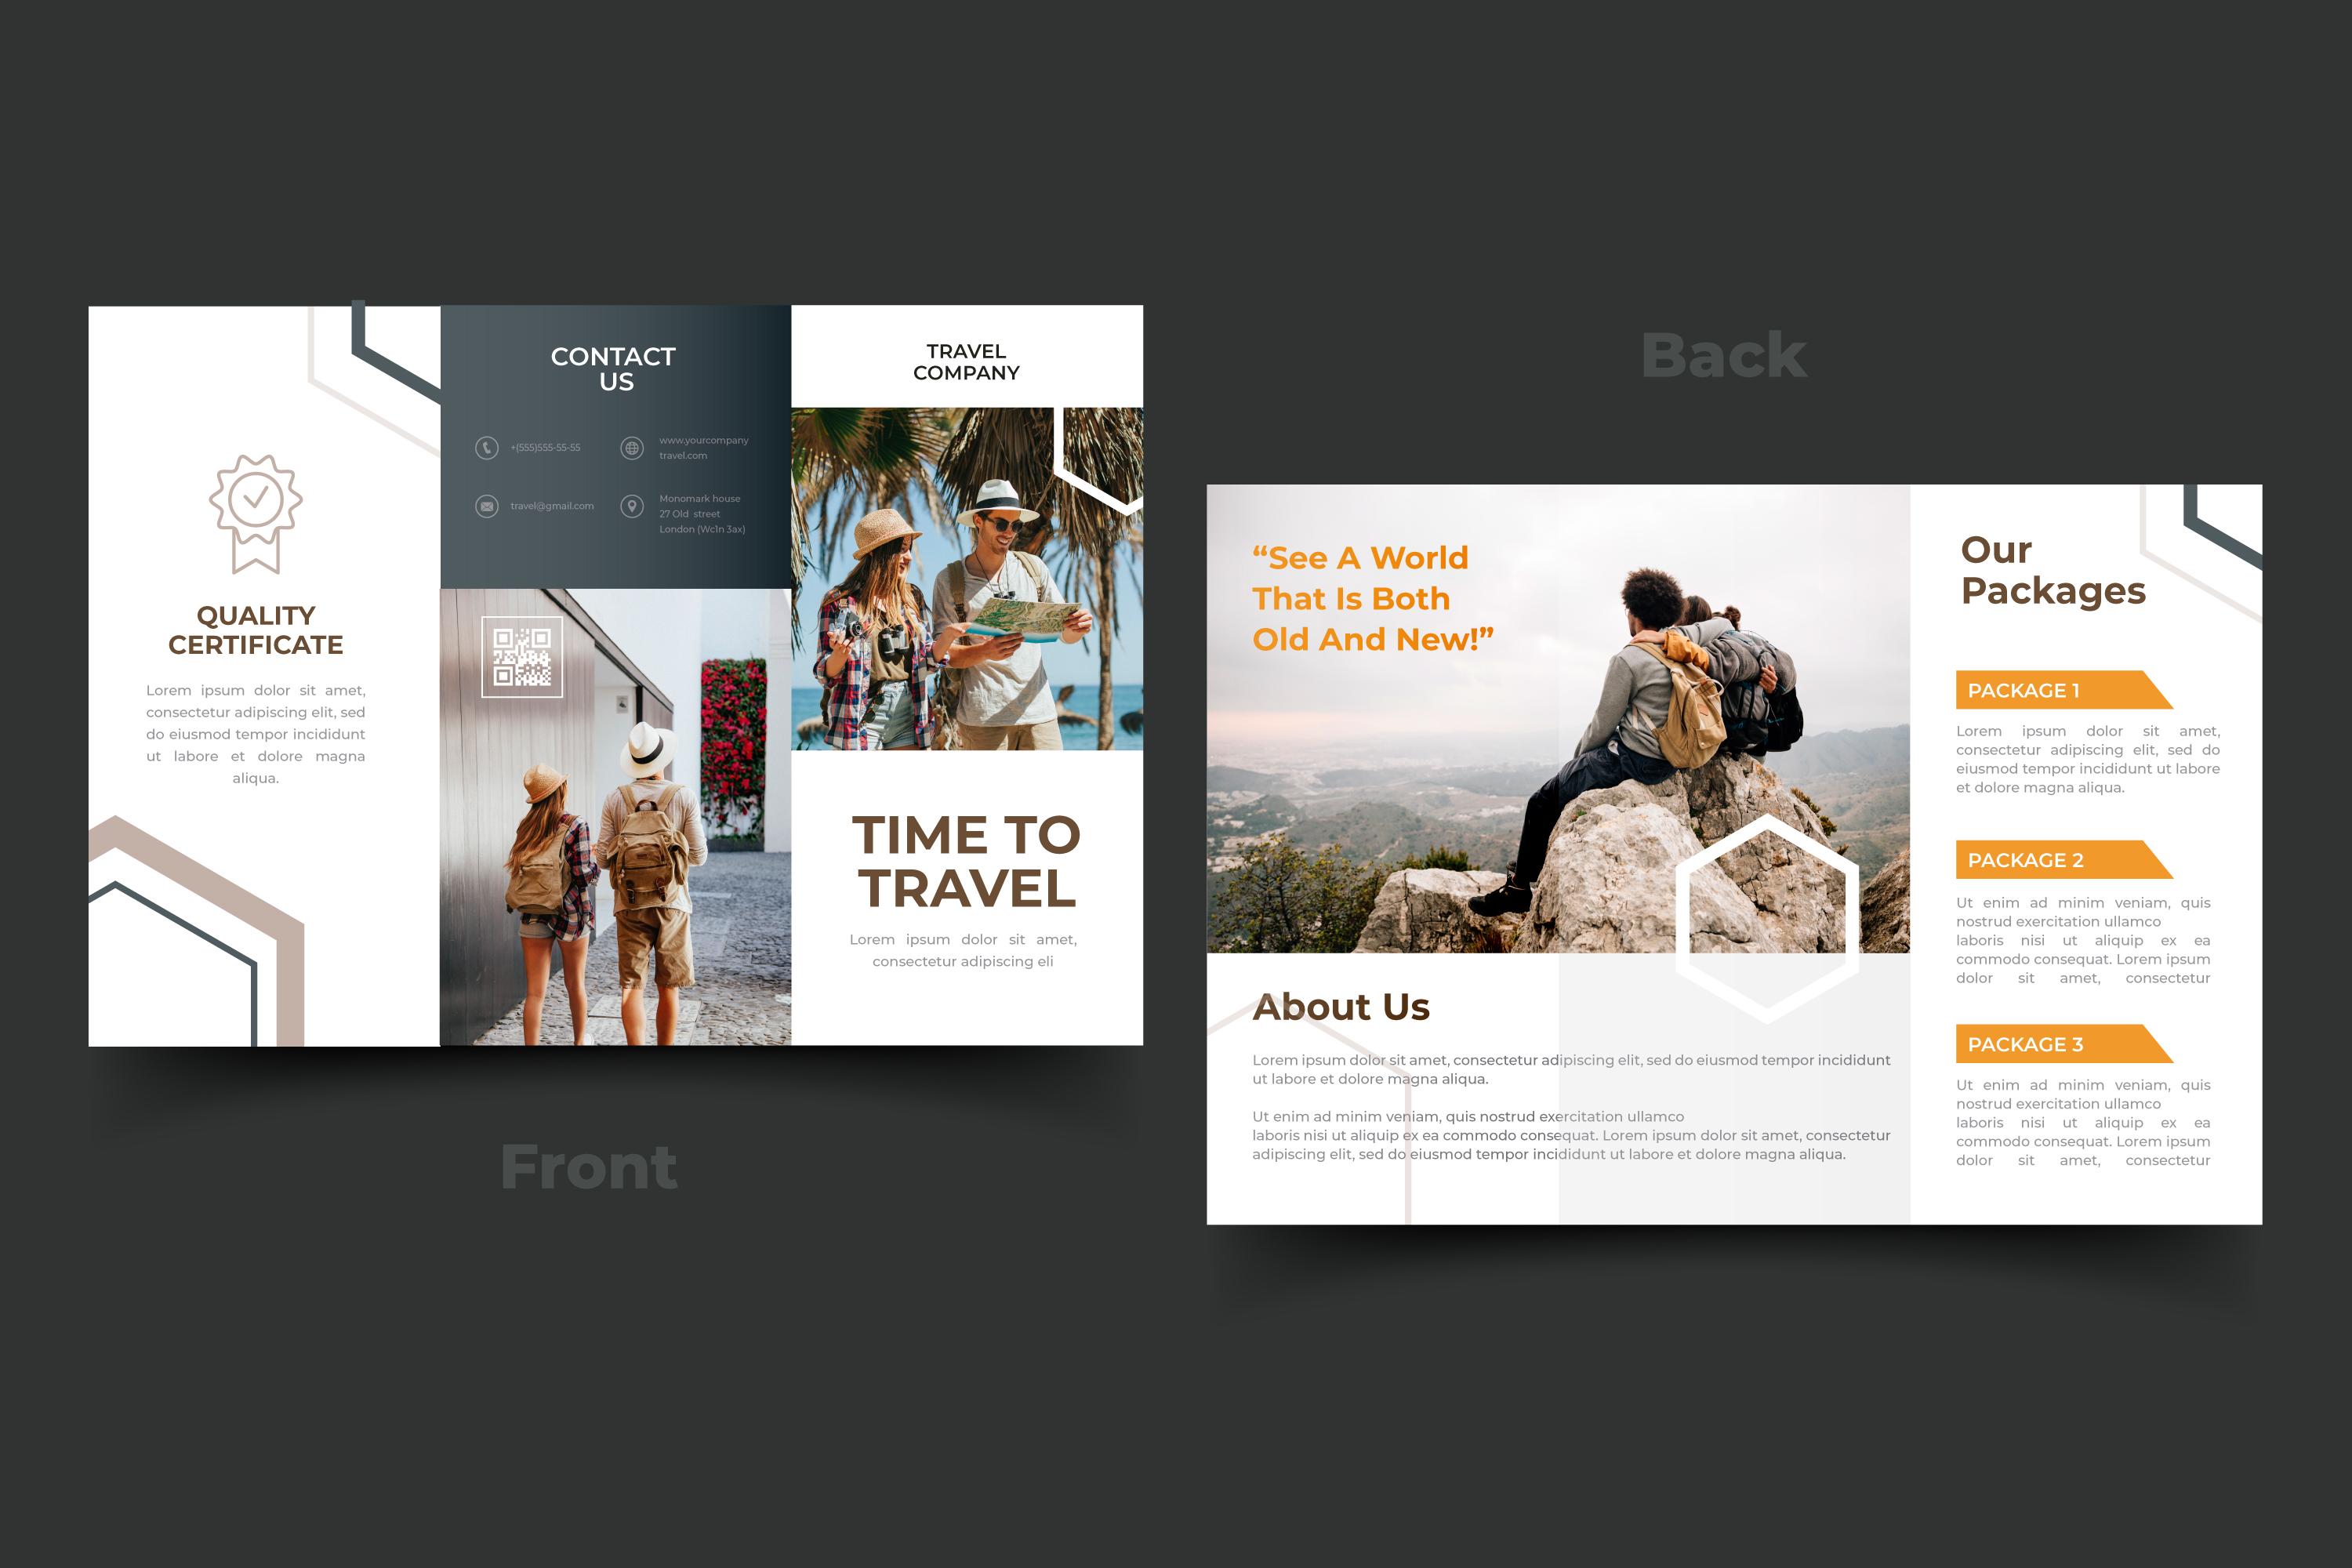 QUALITY
CERTIFICATE
Lorem ipsum dolor sit amet,
consectetur adipiscing elit, sed
do eiusmod tempor incididunt
ut labore et dolore magna
aliqua.
CONTACT
US
+(555)555-55-55
www.yourcompany
travel.com
travel@gmail.com
Monomark house
27 Old street
London (Wc1n 3ax)
TRAVEL
COMPANY
TIME TO
TRAVEL
Lorem ipsum dolor sit amet,
consectetur adipiscing eli
Front
Back
“See A World
That Is Both
Old And New!”
About Us
Lorem ipsum dolor sit amet, consectetur adipiscing elit, sed do eiusmod tempor incididunt
ut labore et dolore magna aliqua.
Ut enim ad minim veniam, quis nostrud exercitation ullamco
laboris nisi ut aliquip ex ea commodo consequat. Lorem ipsum dolor sit amet, consectetur
adipiscing elit, sed do eiusmod tempor incididunt ut labore et dolore magna aliqua.
Our
Packages
PACKAGE 1
Lorem ipsum dolor sit amet,
consectetur adipiscing elit, sed do
eiusmod tempor incididunt ut labore
et dolore magna aliqua.
PACKAGE 2
Ut enim ad minim veniam, quis
nostrud exercitation ullamco
laboris nisi ut aliquip ex ea
commodo consequat. Lorem ipsum
dolor sit amet, consectetur
PACKAGE 3
Ut enim ad minim veniam, quis
nostrud exercitation ullamco
laboris nisi ut aliquip ex ea
commodo consequat. Lorem ipsum
dolor sit amet, consectetur